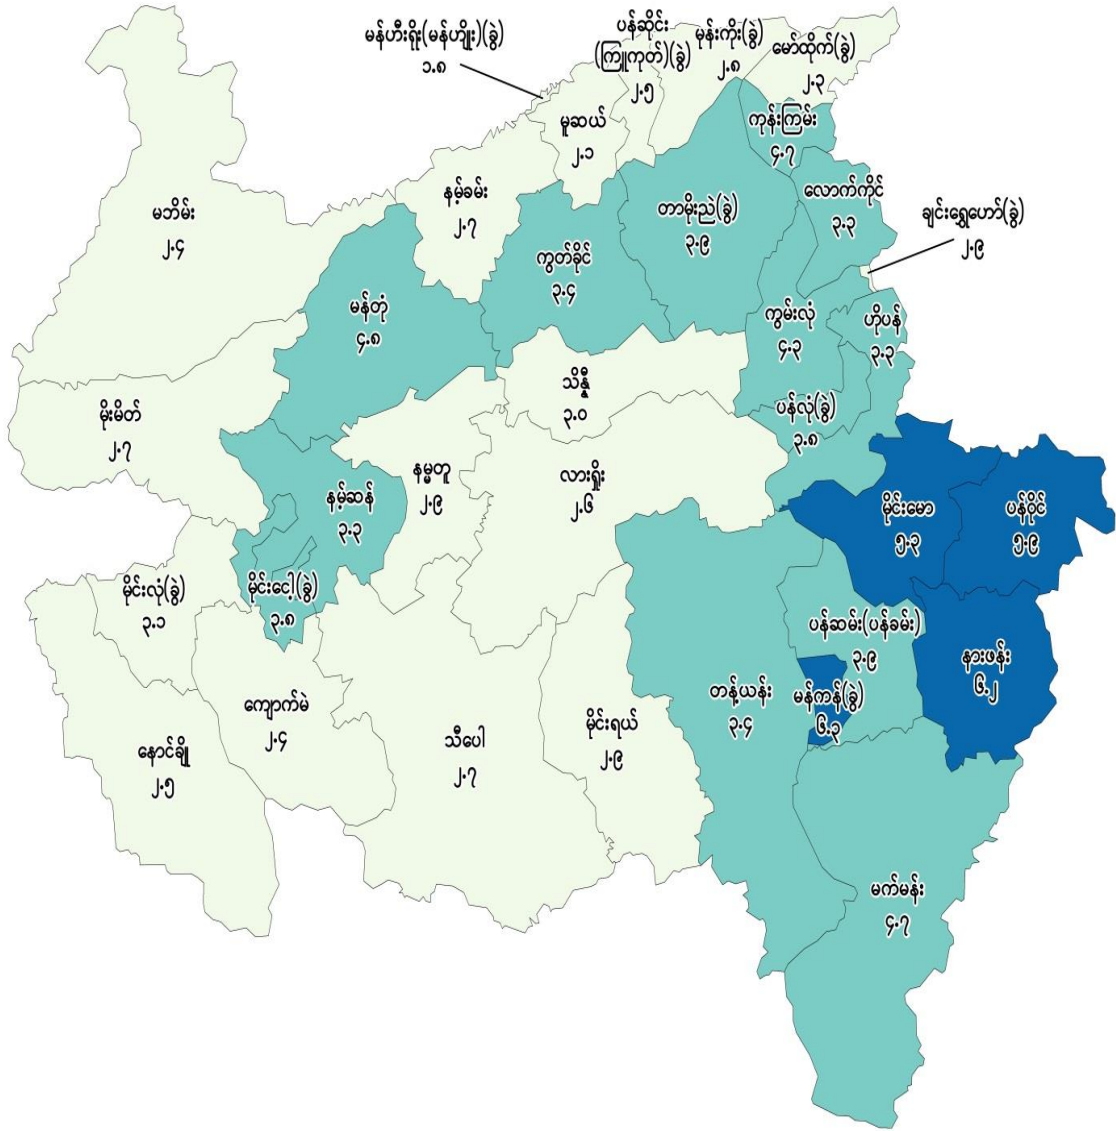 မန်ဟီးရိုး(မန်ဟျိုး)(ခွဲ)
၁.၈
ပန်ဆိုင်း
(ကြူကုတ်)(ခွဲ)
၂.၅
မုန်းကိုး(ခွဲ)
၂.၈
မော်ထိုက်(ခွဲ)
၂.၃
မူဆယ်
၂.၁
ကုန်းကြမ်း
၄.၇
မဘိမ်း
၂.၄
နမ့်ခမ်း
၂.၇
တာမိုးညဲ(ခွဲ)
၃.၉
လောက်ကိုင်
၃.၃
ချင်းရွှေဟော်(ခွဲ)
၂.၉
ကွတ်ခိုင်
၃.၄
မန်တုံ
၄.၈
ကွမ်းလုံ
၄.၃
ဟိုပန်
၃.၃
သိန္နီ
၃.၀
ပန်လုံ(ခွဲ)
၃.၈
မိုးမိတ်
၂.၇
နမ္မတူ
၂.၉
လားရှိုး
၂.၆
နမ့်ဆန်
၃.၃
မိုင်းမော
၅.၃
ပန်ဝိုင်
၅.၉
မိုင်းလုံ(ခွဲ)
၃.၁
မိုင်းငေါ့(ခွဲ)
၃.၈
ပန်ဆမ်း(ပန်ခမ်း)
၃.၉
နားဖန်း
၆.၂
ကျောက်မဲ
၂.၄
တန့်ယန်း
၃.၄
မန်ကန်(ခွဲ)
၆.၃
နောင်ချို
၂.၅
သီပေါ
၂.၇
မိုင်းရယ်
၂.၉
မက်မန်း
၄.၇